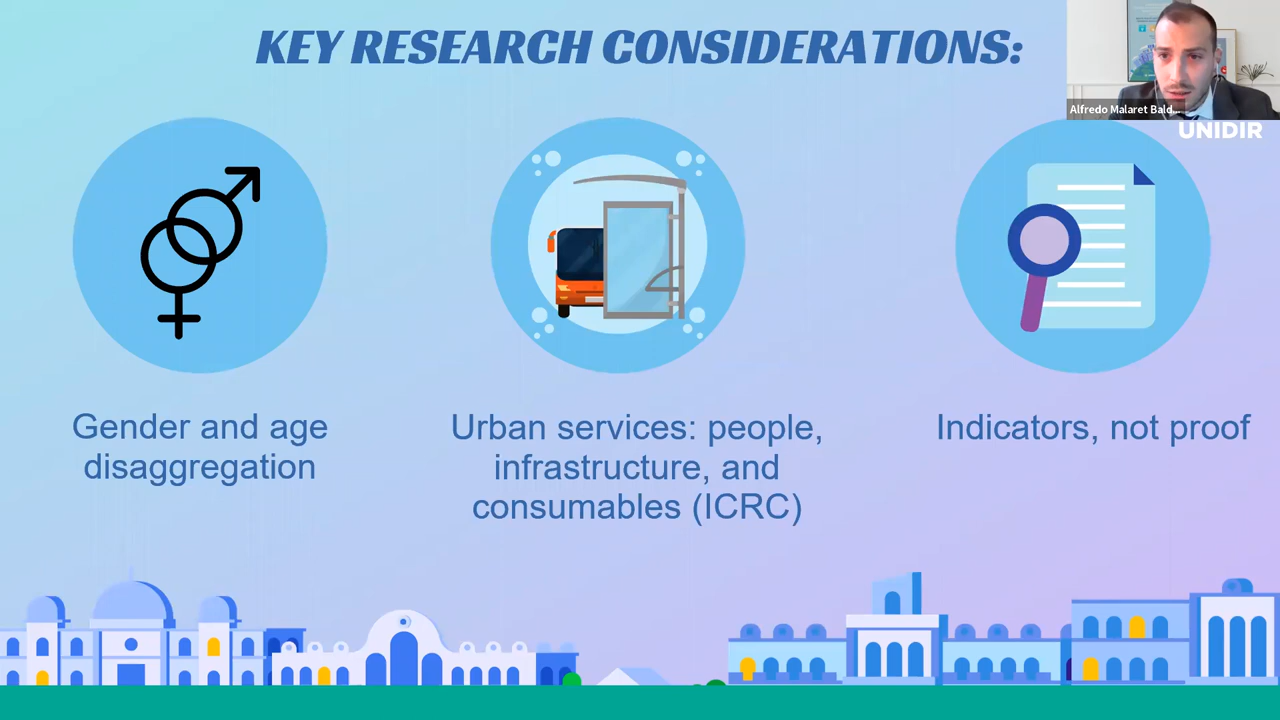 KEY RESEARCH CONSIDERATIONS:
Alfredo Malaret Bald...
UNIDIR
Gender and age
disaggregation
Urban services: people,
infrastructure, and
consumables (ICRC)
Indicators, not proof